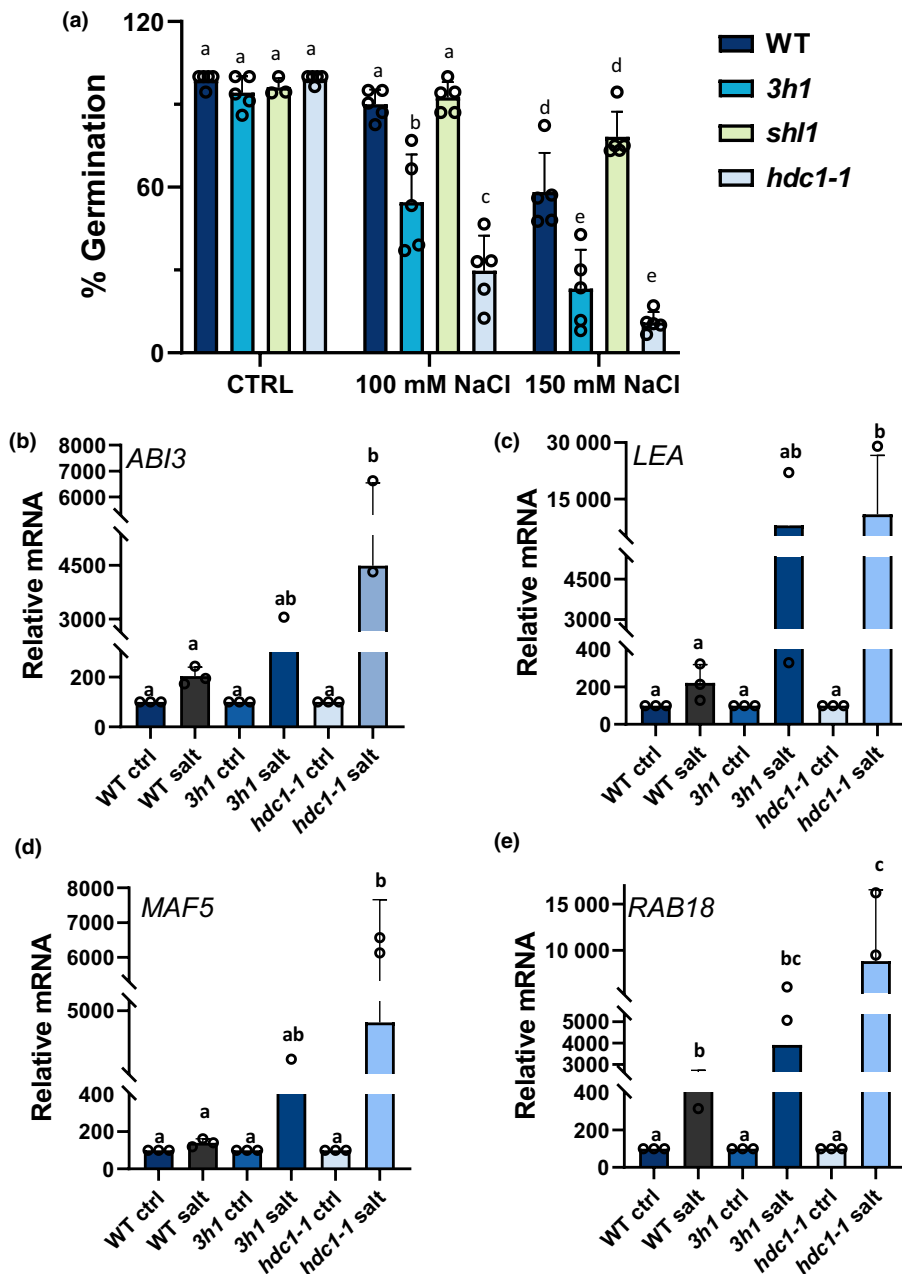 (a)
% Germination
120
60
0
a a a a
a b a c
d e d e
CTRL 100 mM NaCl 150 mM NaCl
WT
3h1
shl1
hdc1-1
(b)
ABI3
Relative mRNA
8000
7000
6000
4500
3000
200
0
a a a ab a b
WT ctrl WT salt 3h1 ctrl 3h1 salt hdc1-1 ctrl hdc1-1 salt
(c)
LEA
Relative mRNA
30 000
15 000
4500
3000
400
200
0
a a a ab a b
WT ctrl WT salt 3h1 ctrl 3h1 salt hdc1-1 ctrl hdc1-1 salt
(d)
MAF5
Relative mRNA
8000
7000
6000
5000
400
200
0
a a a ab a b
WT ctrl WT salt 3h1 ctrl 3h1 salt hdc1-1 ctrl hdc1-1 salt
(e)
RAB18
Relative mRNA
15 000
10 000
5000
4000
3000
400
200
100
0
a b a bc a c
WT ctrl WT salt 3h1 ctrl 3h1 salt hdc1-1 ctrl hdc1-1 salt